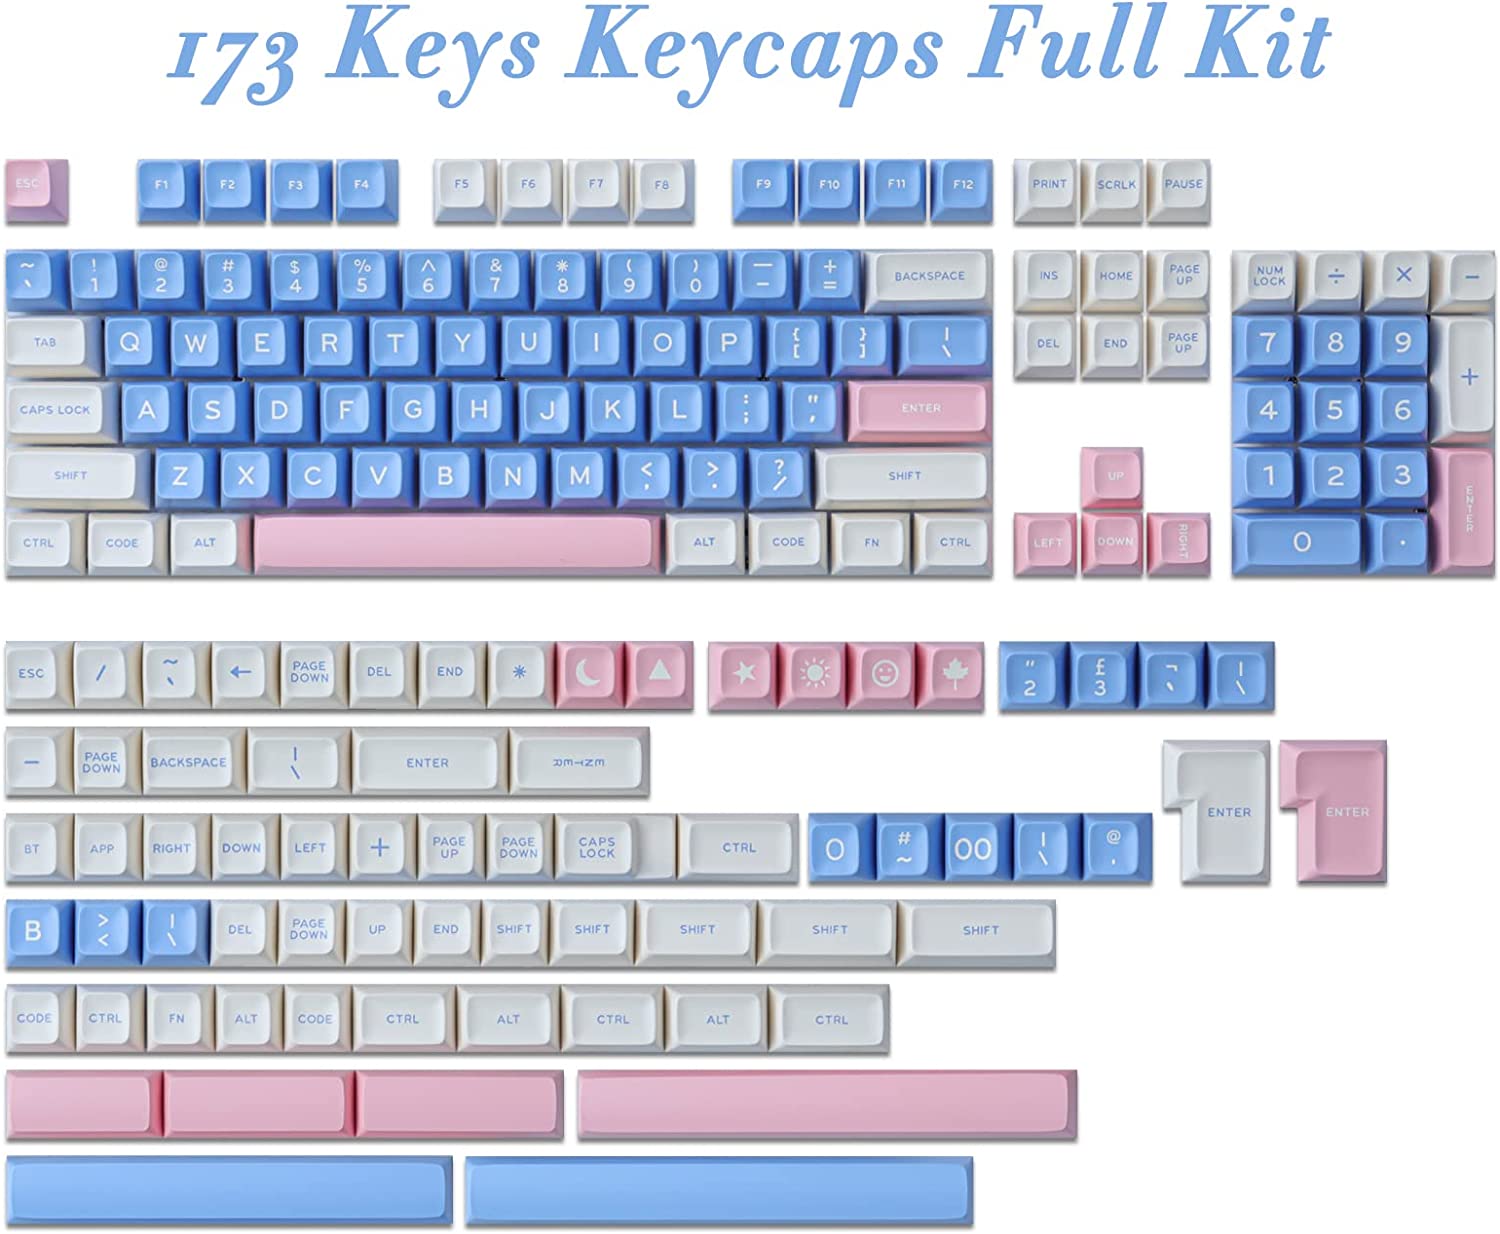 173 Keys Keycaps Full Kit
ESC F1 F2 F3 F4 F5 F6 F7 F8 F9 F10 F11 F12 PRINT SCRLK PAUSE
~ ` ! 1 @ 2 # 3 $ 4 % 5 ^ 6 & 7 * 8 ( 9 ) 0 — - + = BACKSPACE INS HOME PAGE UP NUM LOCK ÷ × −
TAB Q W E R T Y U I O P { [ } ] | \ DEL END PAGE UP 7 8 9 +
CAPS LOCK A S D F G H J K L : ; " ' ENTER 4 5 6
SHIFT Z X C V B N M < , > . ? / SHIFT UP 1 2 3 ENTER
CTRL CODE ALT ALT CODE FN CTRL LEFT DOWN RIGHT 0 .
ESC / ~ ` ← PAGE DOWN DEL END * " 2 £ 3 ¬ ` | \
− PAGE DOWN BACKSPACE | \ ENTER ENTER ENTER ENTER
BT APP RIGHT DOWN LEFT + PAGE UP PAGE DOWN CAPS LOCK CTRL 0 # ~ 00 | \ @ '
B > < | \ DEL PAGE DOWN UP END SHIFT SHIFT SHIFT SHIFT SHIFT
CODE CTRL FN ALT CODE CTRL ALT CTRL ALT CTRL